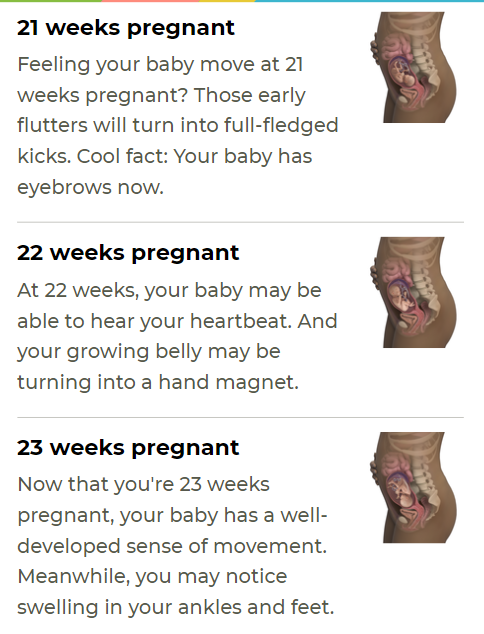 21 weeks pregnant
Feeling your baby move at 21
weeks pregnant? Those early
flutters will turn into full-fledged
kicks. Cool fact: Your baby has
eyebrows now.
22 weeks pregnant
At 22 weeks, your baby may be
able to hear your heartbeat. And
your growing belly may be
turning into a hand magnet.
23 weeks pregnant
Now that you're 23 weeks
pregnant, your baby has a well-
developed sense of movement.
Meanwhile, you may notice
swelling in your ankles and feet.